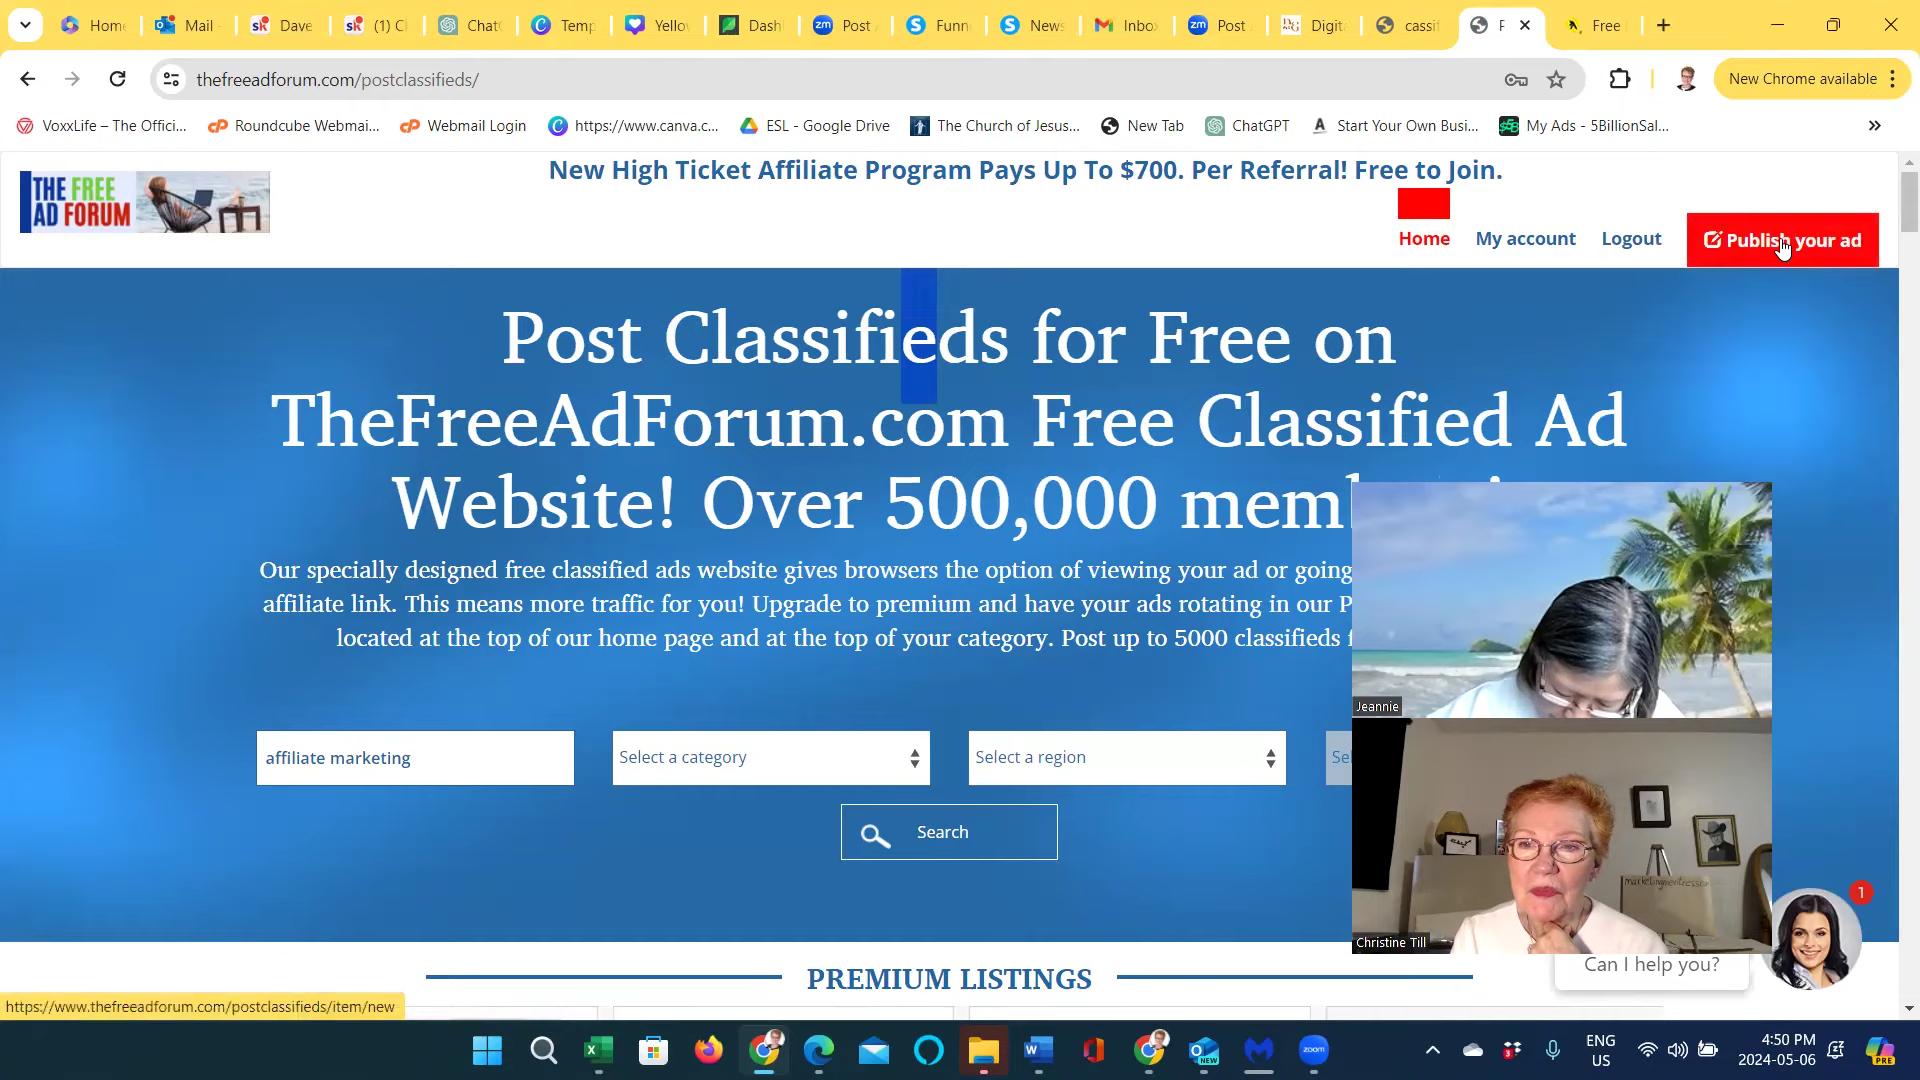 Home
Mail -
Dave
(1) C
Chat
Temp
Yello
Dash
Post
Funn
News
Inbo
Post
Digit
cassif
F
Free
thefreeadforum.com/postclassifieds/
New Chrome available
VoxxLife – The Offici...
Roundcube Webmai...
Webmail Login
https://www.canva.c...
ESL - Google Drive
The Church of Jesus...
New Tab
ChatGPT
Start Your Own Busi...
My Ads - 5BillionSal...
THE FREE
AD FORUM
New High Ticket Affiliate Program Pays Up To $700. Per Referral! Free to Join.
Home
My account
Logout
Publish your ad
Post Classifieds for Free on
TheFreeAdForum.com Free Classified Ad
Website! Over 500,000 mem
Our specially designed free classified ads website gives browsers the option of viewing your ad or going
affiliate link. This means more traffic for you! Upgrade to premium and have your ads rotating in our P
located at the top of our home page and at the top of your category. Post up to 5000 classifieds f
affiliate marketing
Select a category
Select a region
Sel
Search
Jeannie
Christine Till
1
Can I help you?
PREMIUM LISTINGS
https://www.thefreeadforum.com/postclassifieds/item/new
ENG
US
4:50 PM
2024-05-06